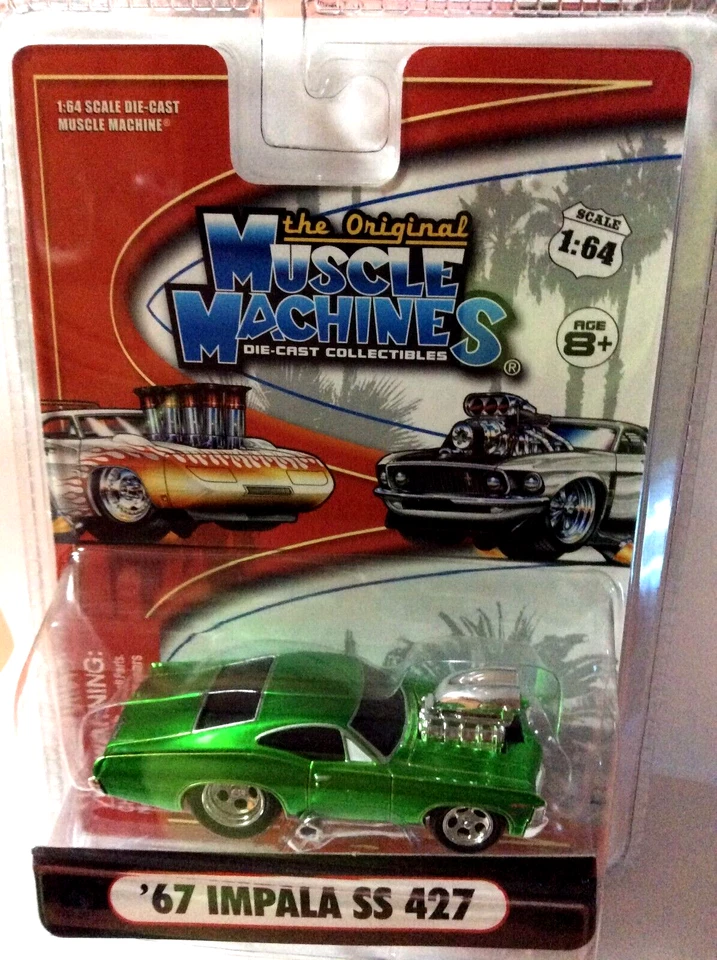 1:64 SCALE DIE-CAST
MUSCLE MACHINE®
the Original
MUSCLE
MACHINES
DIE-CAST COLLECTIBLES
®
SCALE
1:64
AGE
8+
WARNING:
'67 IMPALA SS 427